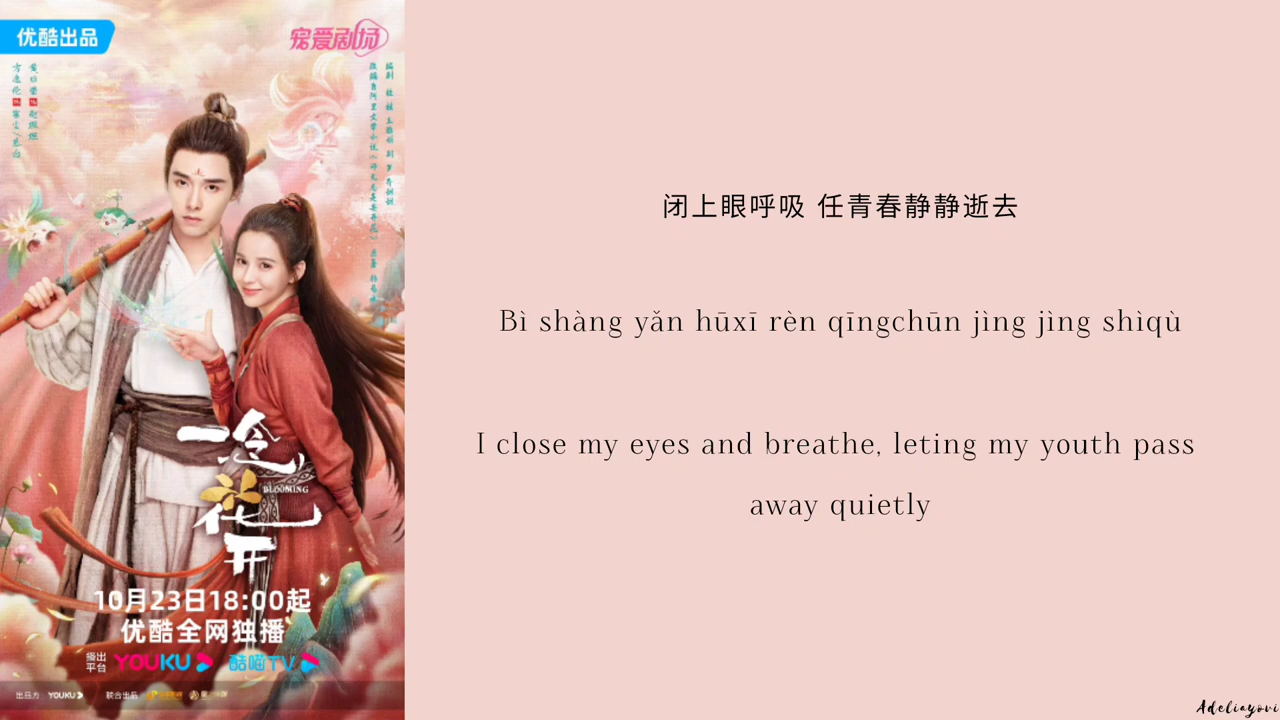 优酷出品
宠爱剧场
一念花开
BLOOMING
10月23日18:00起
优酷全网独播
播出
平台
YOUKU
酷喵TV
出品方
YOUKU
联合出品
闭上眼呼吸 任青春静静逝去
Bì shàng yǎn hūxī rèn qīngchūn jìng jìng shìqù
I close my eyes and breathe, leting my youth pass
away quietly
Adeliayovi